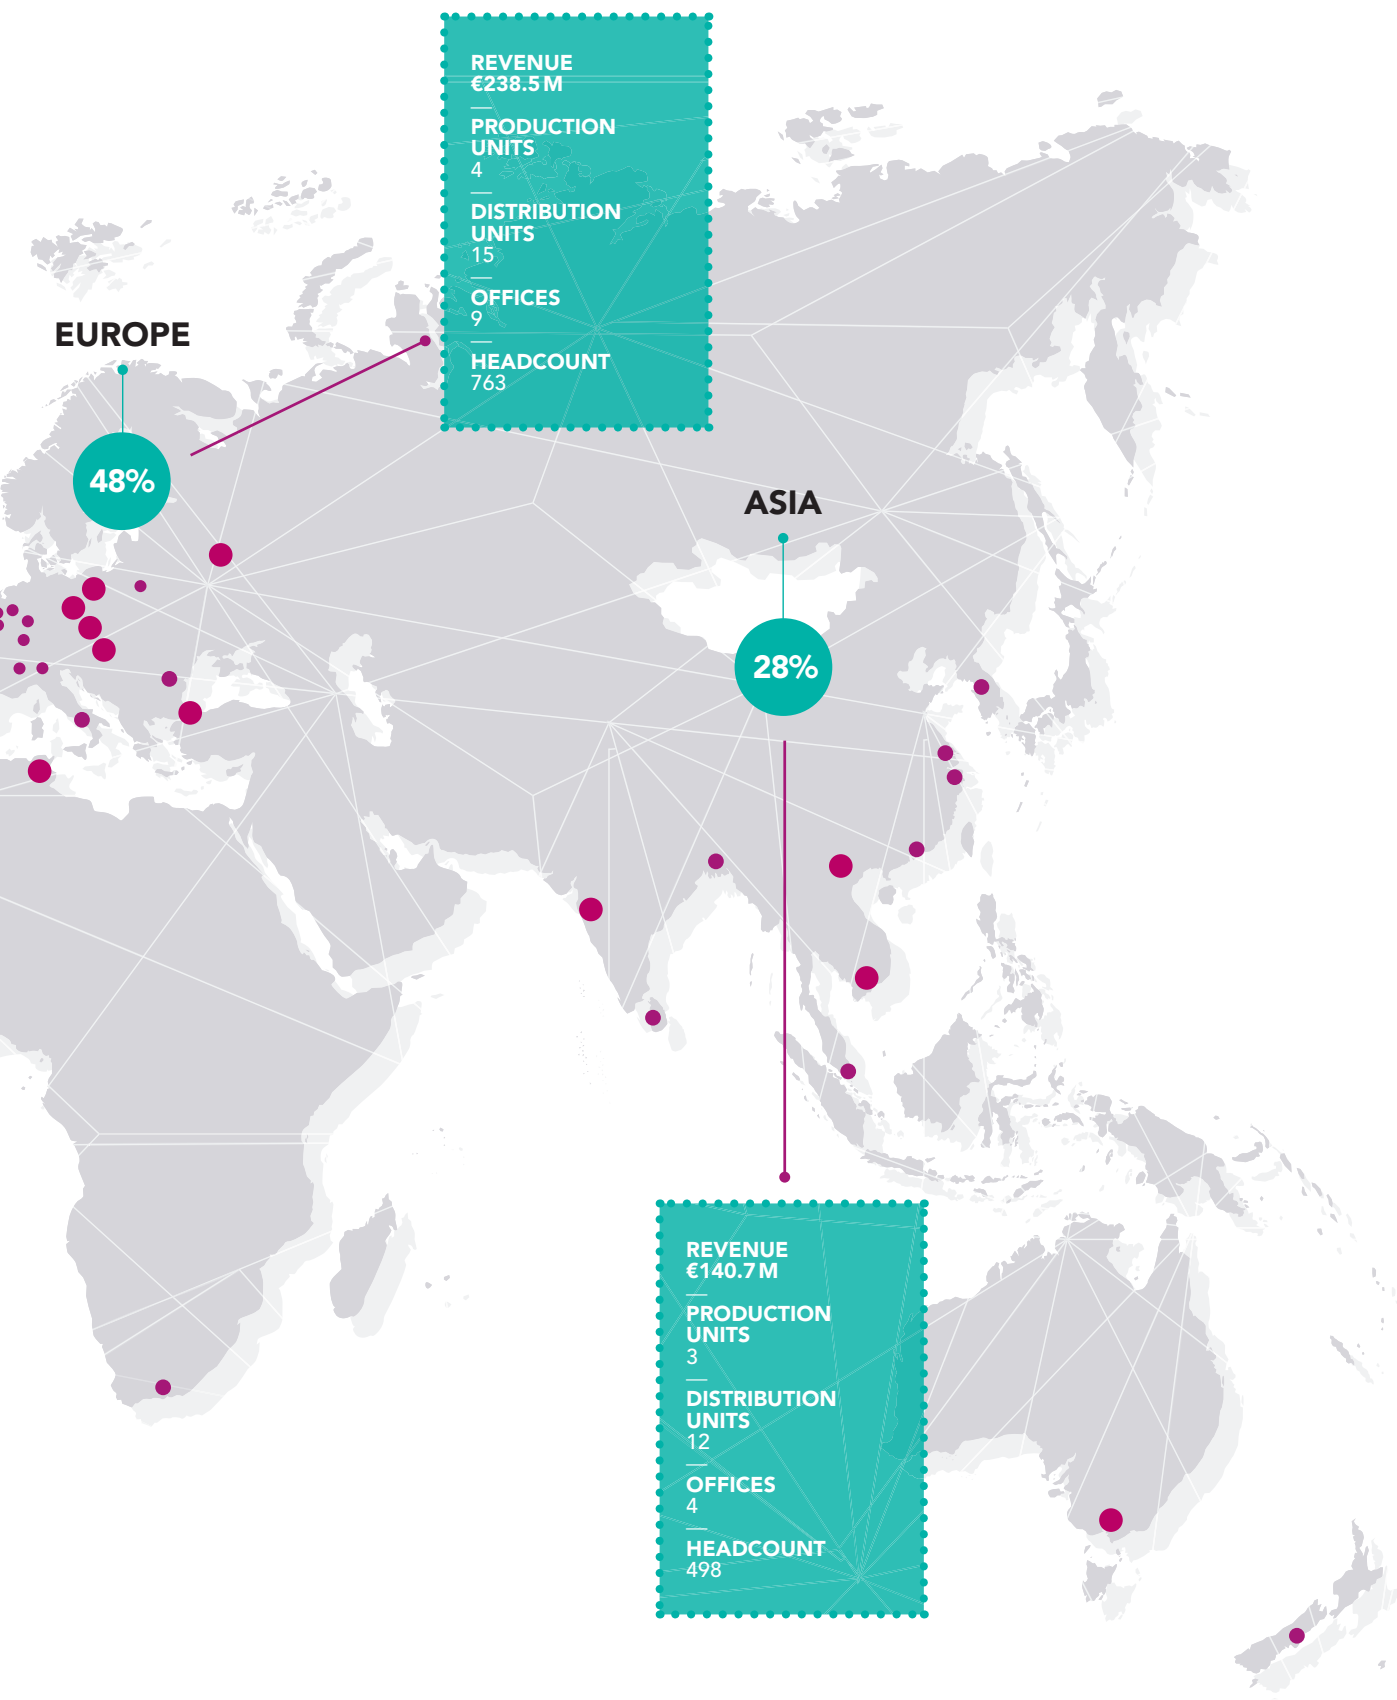 REVENUE
€238.5 M
PRODUCTION
UNITS
4
DISTRIBUTION
UNITS
15
OFFICES
9
HEADCOUNT
763
EUROPE
48%
ASIA
28%
REVENUE
€140.7 M
PRODUCTION
UNITS
3
DISTRIBUTION
UNITS
12
OFFICES
4
HEADCOUNT
498